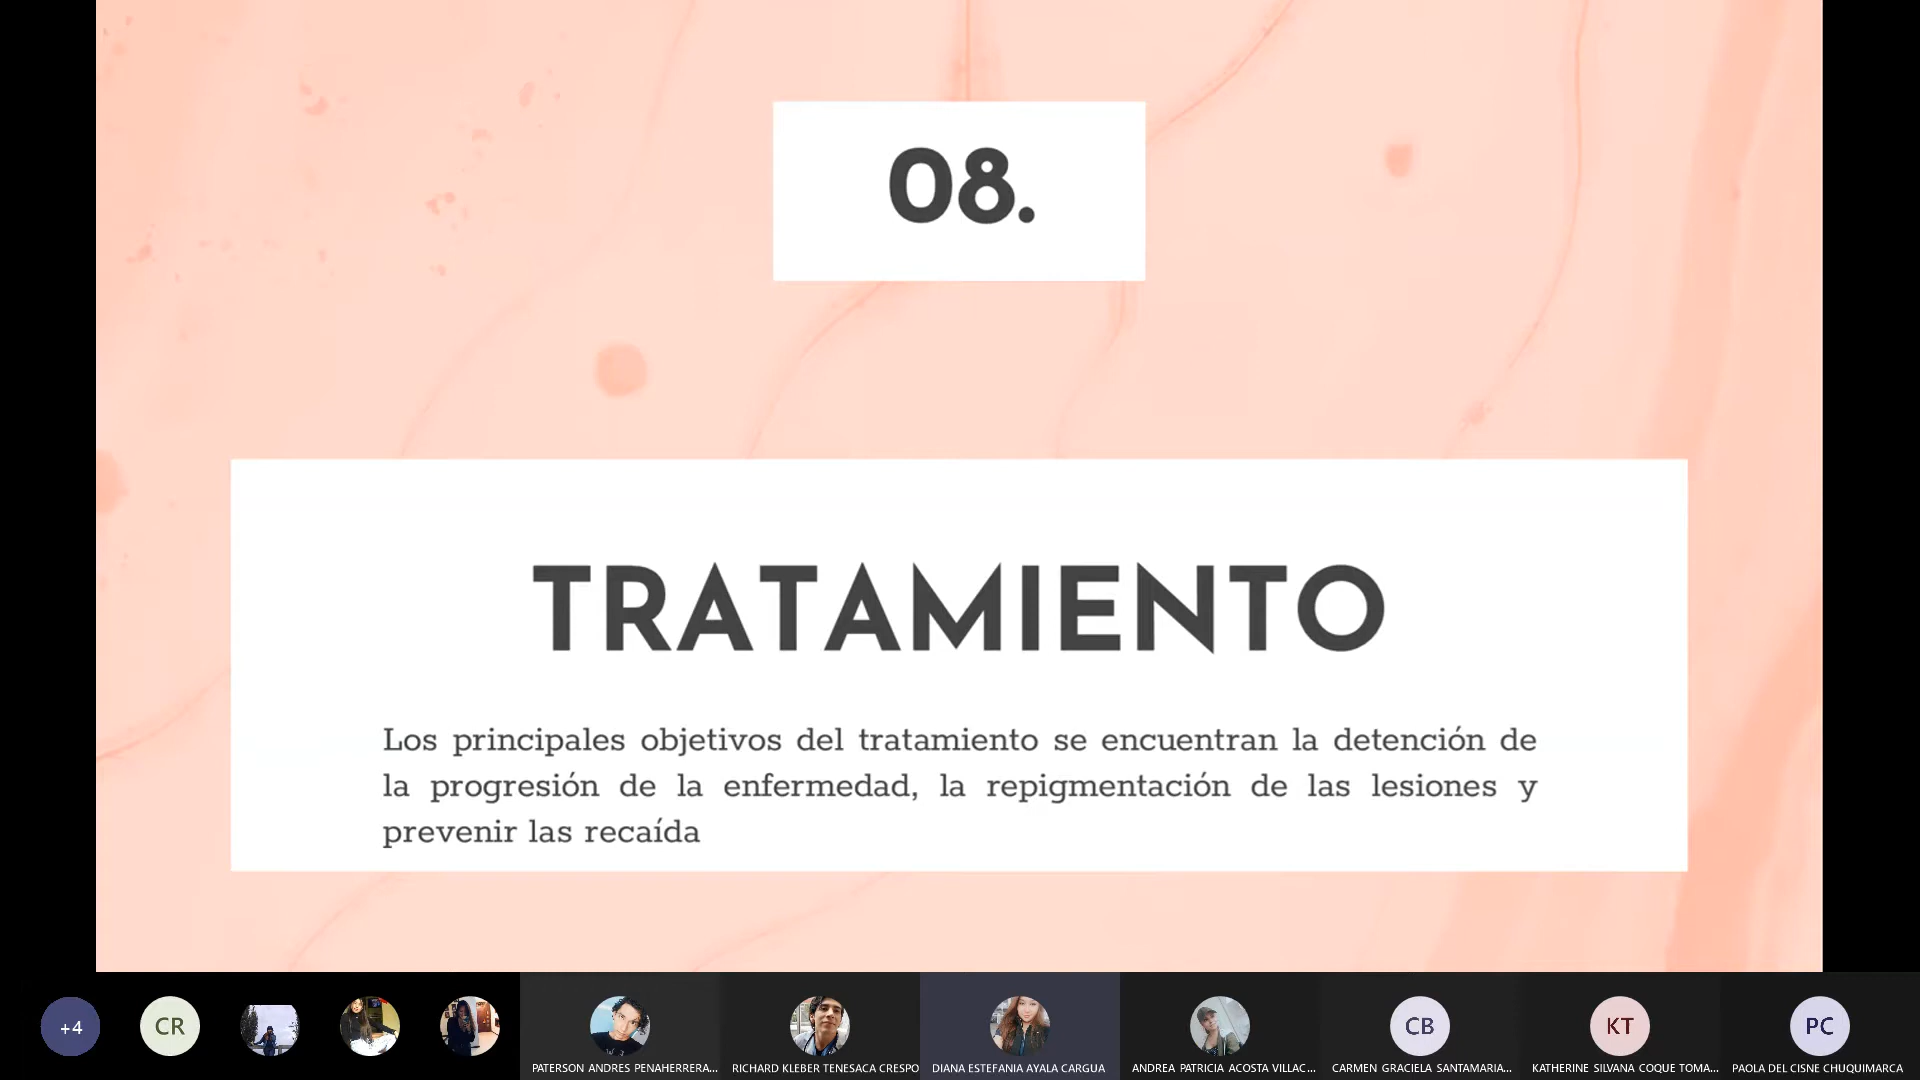 08.
TRATAMIENTO
Los principales objetivos del tratamiento se encuentran la detención de
la progresión de la enfermedad, la repigmentación de las lesiones y
prevenir las recaída
+4
CR
CB
KT
PC
PATERSON ANDRES PENAHERRERA...
RICHARD KLEBER TENESACA CRESPO
DIANA ESTEFANIA AYALA CARGUA
ANDREA PATRICIA ACOSTA VILLAC...
CARMEN GRACIELA SANTAMARIA...
KATHERINE SILVANA COQUE TOMA...
PAOLA DEL CISNE CHUQUIMARCA